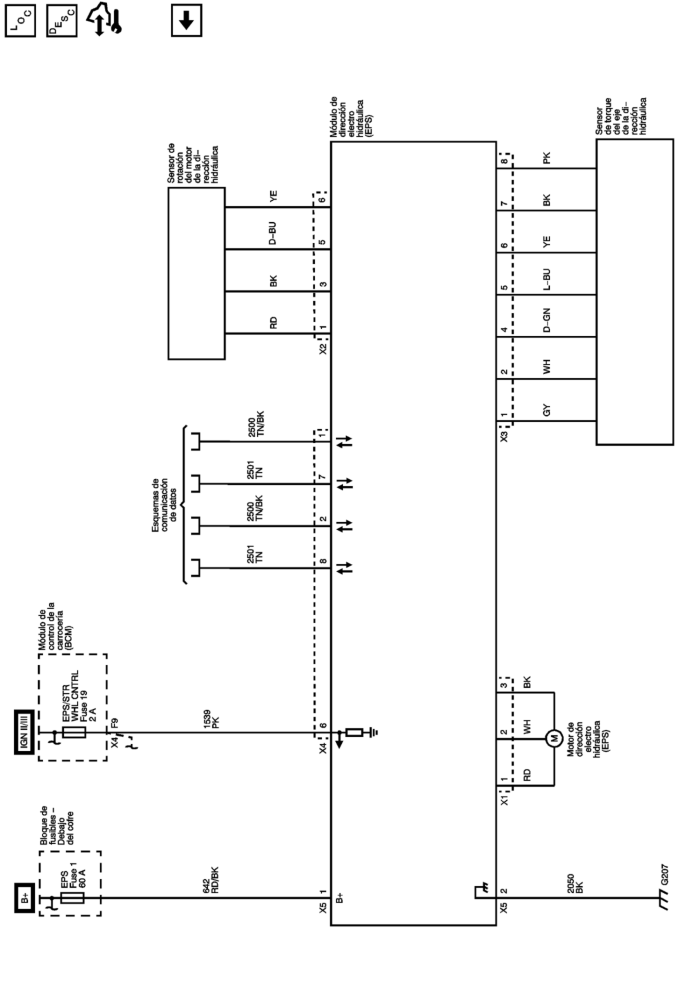 LOC
DESC
B+
Bloque de
fusibles –
Debajo
del cofre
EPS
Fuse 1
60 A
642
RD/BK
X5
1
B+
IGN II/III
Módulo de
control de la
carrocería
(BCM)
EPS/STR
WHL CNTRL
Fuse 19
2 A
X4
F9
1539
PK
X4
6
Esquemas de
comunicación
de datos
2501
TN
2500
TN/BK
2501
TN
2500
TN/BK
8
2
7
1
Sensor de
rotación
del motor
de la di–
rección
hidráulica
RD
BK
D–BU
YE
X2
1
3
5
6
Módulo de
dirección
electro
hidráulica
(EPS)
X5
2
2050
BK
G207
X1
1
2
3
RD
WH
BK
M
Motor de
dirección
electro
hidráulica
(EPS)
X3
1
2
4
5
6
7
8
GY
WH
D–GN
L–BU
YE
BK
PK
Sensor
de torque
del eje
de la di–
rección
hidráulica